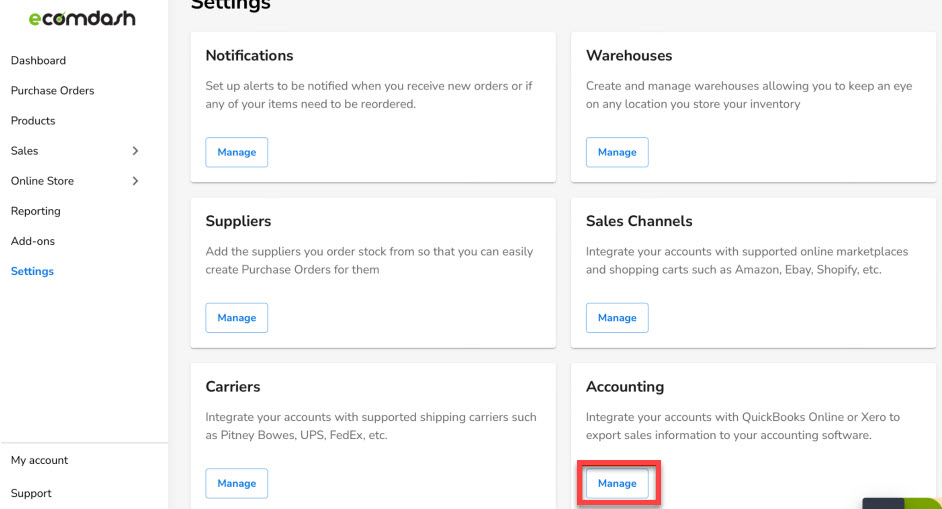 Settings
ecomdash
Dashboard
Purchase Orders
Products
Sales
Online Store
Reporting
Add-ons
Settings
My account
Support
Notifications
Set up alerts to be notified when you receive new orders or if
any of your items need to be reordered.
Manage
Warehouses
Create and manage warehouses allowing you to keep an eye
on any location you store your inventory
Manage
Suppliers
Add the suppliers you order stock from so that you can easily
create Purchase Orders for them
Manage
Sales Channels
Integrate your accounts with supported online marketplaces
and shopping carts such as Amazon, Ebay, Shopify, etc.
Manage
Carriers
Integrate your accounts with supported shipping carriers such
as Pitney Bowes, UPS, FedEx, etc.
Manage
Accounting
Integrate your accounts with QuickBooks Online or Xero to
export sales information to your accounting software.
Manage